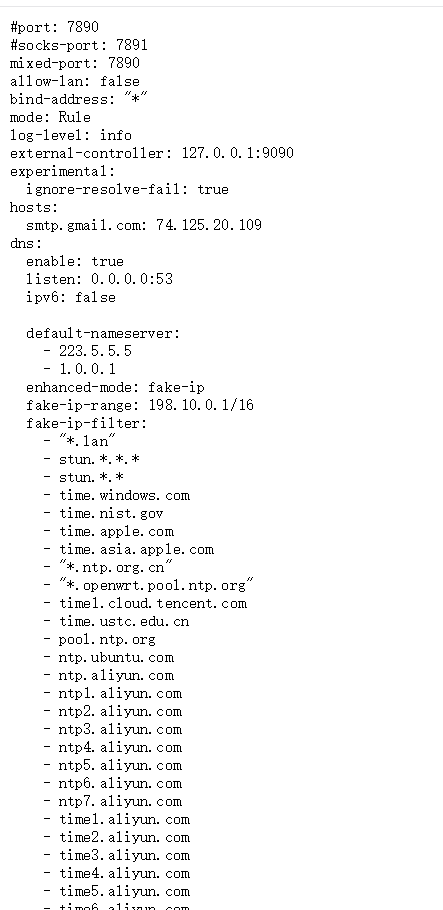 #port: 7890
#socks-port: 7891
mixed-port: 7890
allow-lan: false
bind-address: "*"
mode: Rule
log-level: info
external-controller: 127.0.0.1:9090
experimental:
  ignore-resolve-fail: true
hosts:
  smtp.gmail.com: 74.125.20.109
dns:
  enable: true
  listen: 0.0.0.0:53
  ipv6: false
  default-nameserver:
    - 223.5.5.5
    - 1.0.0.1
  enhanced-mode: fake-ip
  fake-ip-range: 198.10.0.1/16
  fake-ip-filter:
    - "*.lan"
    - stun.*.*.*
    - stun.*.*
    - time.windows.com
    - time.nist.gov
    - time.apple.com
    - time.asia.apple.com
    - "*.ntp.org.cn"
    - "*.openwrt.pool.ntp.org"
    - time1.cloud.tencent.com
    - time.ustc.edu.cn
    - pool.ntp.org
    - ntp.ubuntu.com
    - ntp.aliyun.com
    - ntp1.aliyun.com
    - ntp2.aliyun.com
    - ntp3.aliyun.com
    - ntp4.aliyun.com
    - ntp5.aliyun.com
    - ntp6.aliyun.com
    - ntp7.aliyun.com
    - time1.aliyun.com
    - time2.aliyun.com
    - time3.aliyun.com
    - time4.aliyun.com
    - time5.aliyun.com